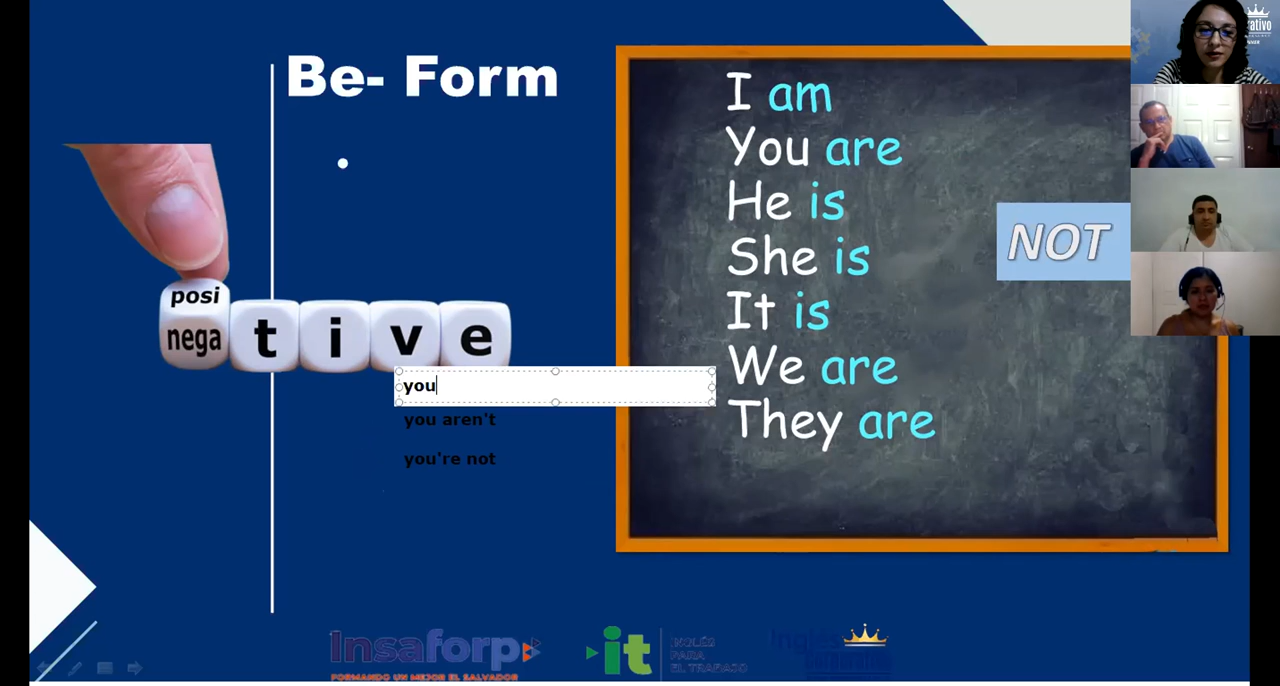 Be- Form
posi
nega
t i v e
you
you aren't
you're not
I am
You are
He is
She is
It is
We are
They are
NOT
Insaforp
FORMANDO UN MEJOR EL SALVADOR
it
INGLÉS
PARA
EL TRABAJO
Inglés